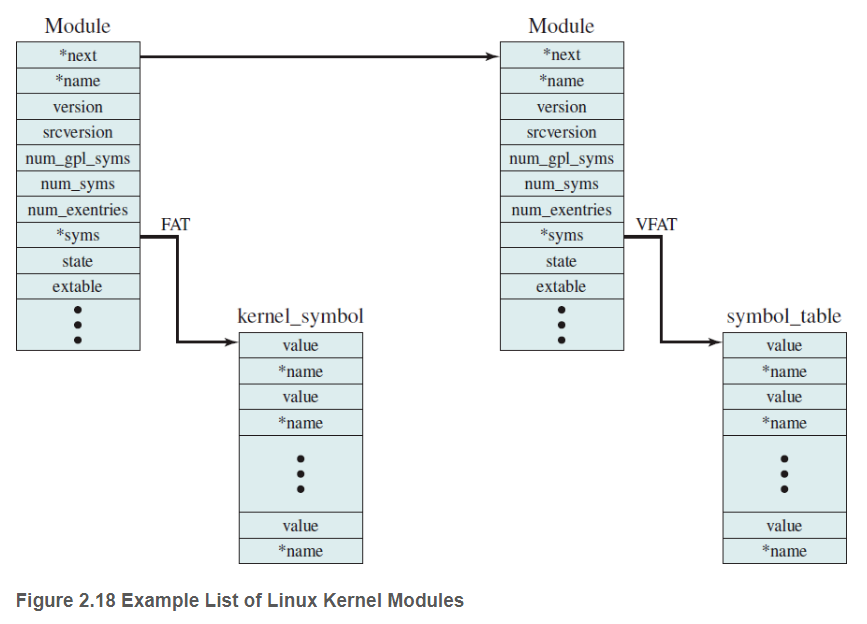 Module
*next
*name
version
srcversion
num_gpl_syms
num_syms
num_exentries
*syms
state
extable
FAT
kernel_symbol
value
*name
value
*name
value
*name
Module
*next
*name
version
srcversion
num_gpl_syms
num_syms
num_exentries
*syms
state
extable
VFAT
symbol_table
value
*name
value
*name
value
*name
Figure 2.18 Example List of Linux Kernel Modules